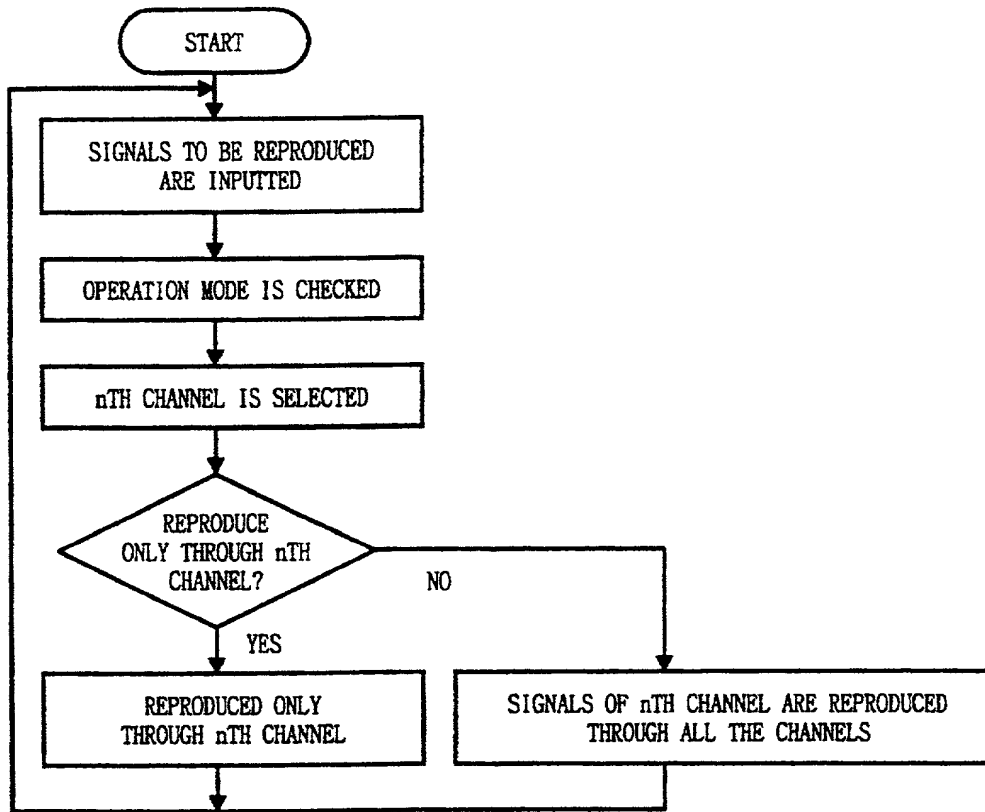 START
SIGNALS TO BE REPRODUCED
ARE INPUTTED
OPERATION MODE IS CHECKED
nTH CHANNEL IS SELECTED
REPRODUCE
ONLY THROUGH nTH
CHANNEL?
NO
YES
REPRODUCED ONLY
THROUGH nTH CHANNEL
SIGNALS OF nTH CHANNEL ARE REPRODUCED
THROUGH ALL THE CHANNELS